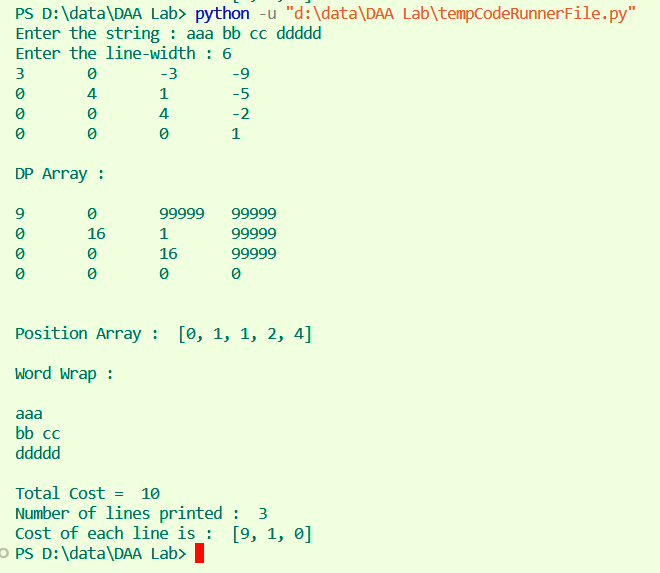 PS D:\data\DAA Lab> python -u "d:\data\DAA Lab\tempCodeRunnerFile.py"
Enter the string : aaa bb cc ddddd
Enter the line-width : 6
3 0 -3 -9
0 4 1 -5
0 0 4 -2
0 0 0 1
DP Array :
9 0 99999 99999
0 16 1 99999
0 0 16 99999
0 0 0 0
Position Array : [0, 1, 1, 2, 4]
Word Wrap :
aaa
bb cc
ddddd
Total Cost = 10
Number of lines printed : 3
Cost of each line is : [9, 1, 0]
PS D:\data\DAA Lab>